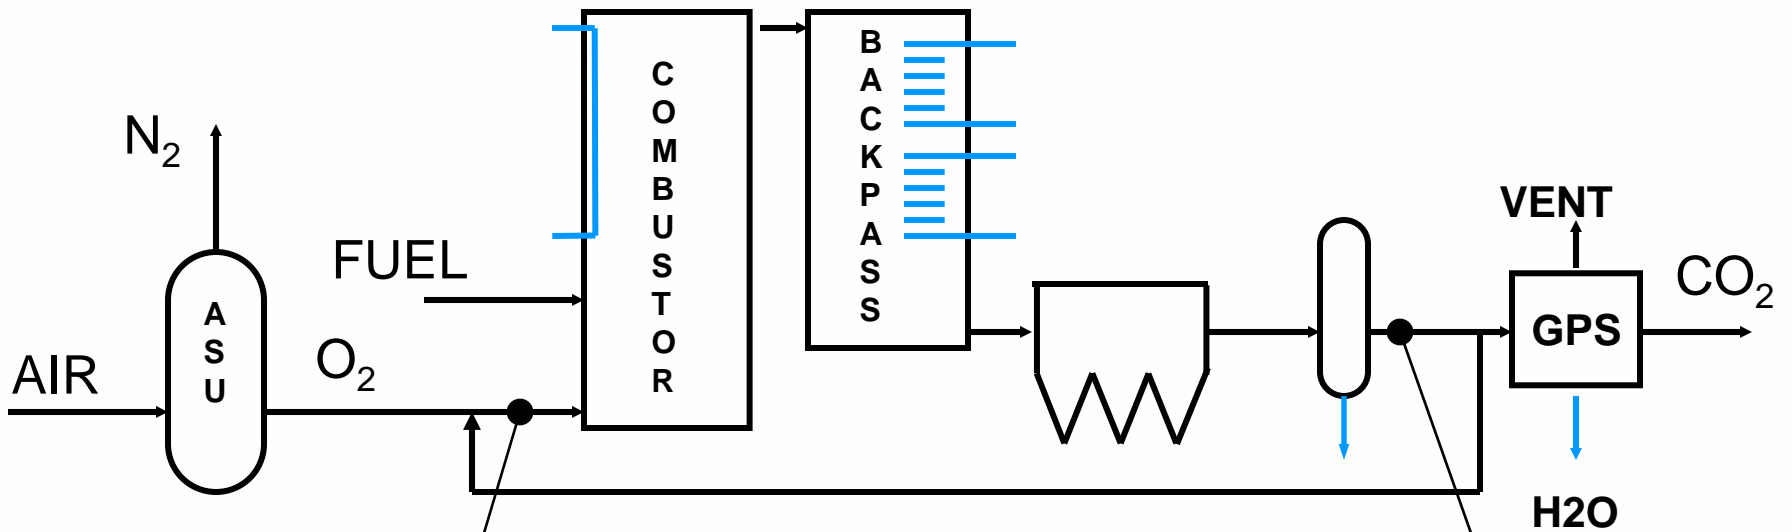 N2
AIR
ASU
O2
FUEL
COMBUSTOR
BACKPASS
VENT
GPS
CO2
H2O